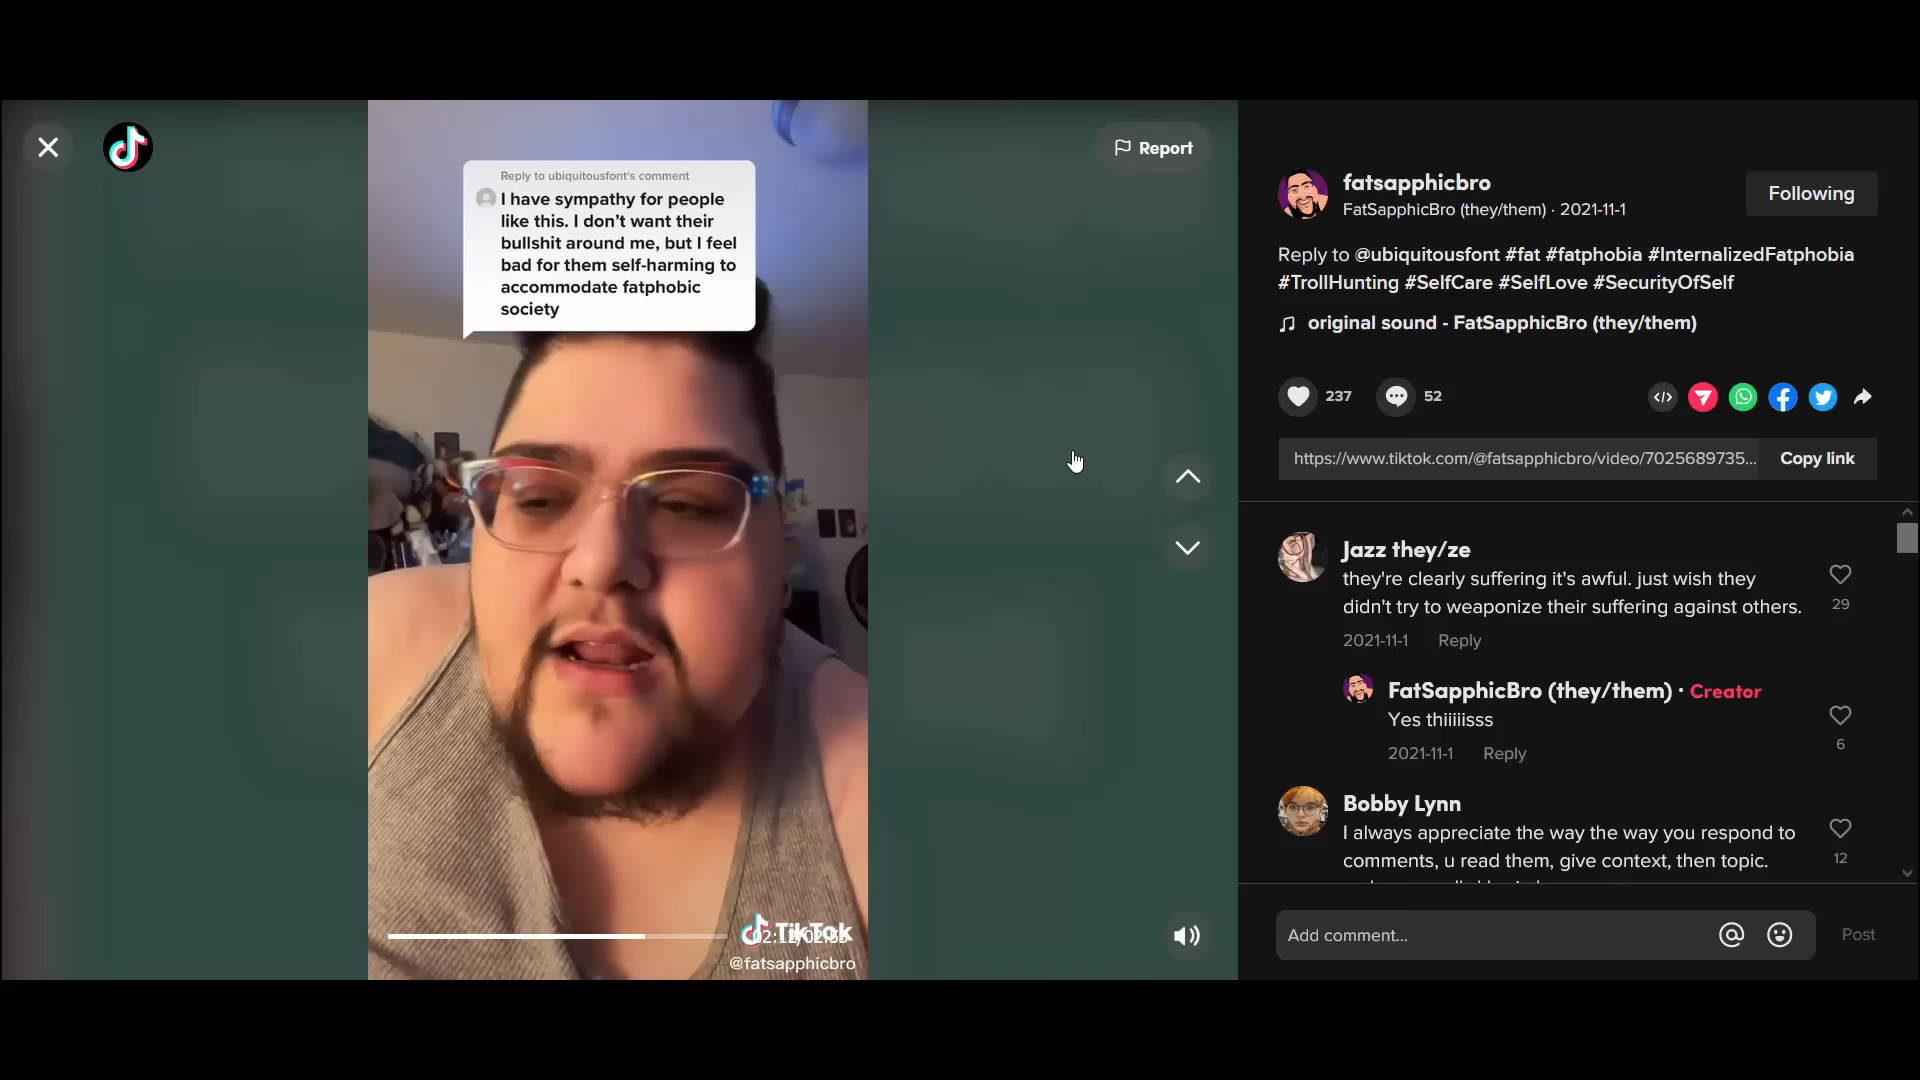 Reply to ubiquitousfont's comment
I have sympathy for people
like this. I don't want their
bullshit around me, but I feel
bad for them self-harming to
accommodate fatphobic
society
TikTok
02:12/02:53
@fatsapphicbro
Report
fatsapphicbro
FatSapphicBro (they/them) · 2021-11-1
Following
Reply to @ubiquitousfont #fat #fatphobia #InternalizedFatphobia
#TrollHunting #SelfCare #SelfLove #SecurityOfSelf
original sound - FatSapphicBro (they/them)
237
52
https://www.tiktok.com/@fatsapphicbro/video/7025689735...
Copy link
Jazz they/ze
they're clearly suffering it's awful. just wish they
didn't try to weaponize their suffering against others.
29
2021-11-1 Reply
FatSapphicBro (they/them) · Creator
Yes thiiiiisss
6
2021-11-1 Reply
Bobby Lynn
I always appreciate the way the way you respond to
comments, u read them, give context, then topic.
12
Add comment...
Post